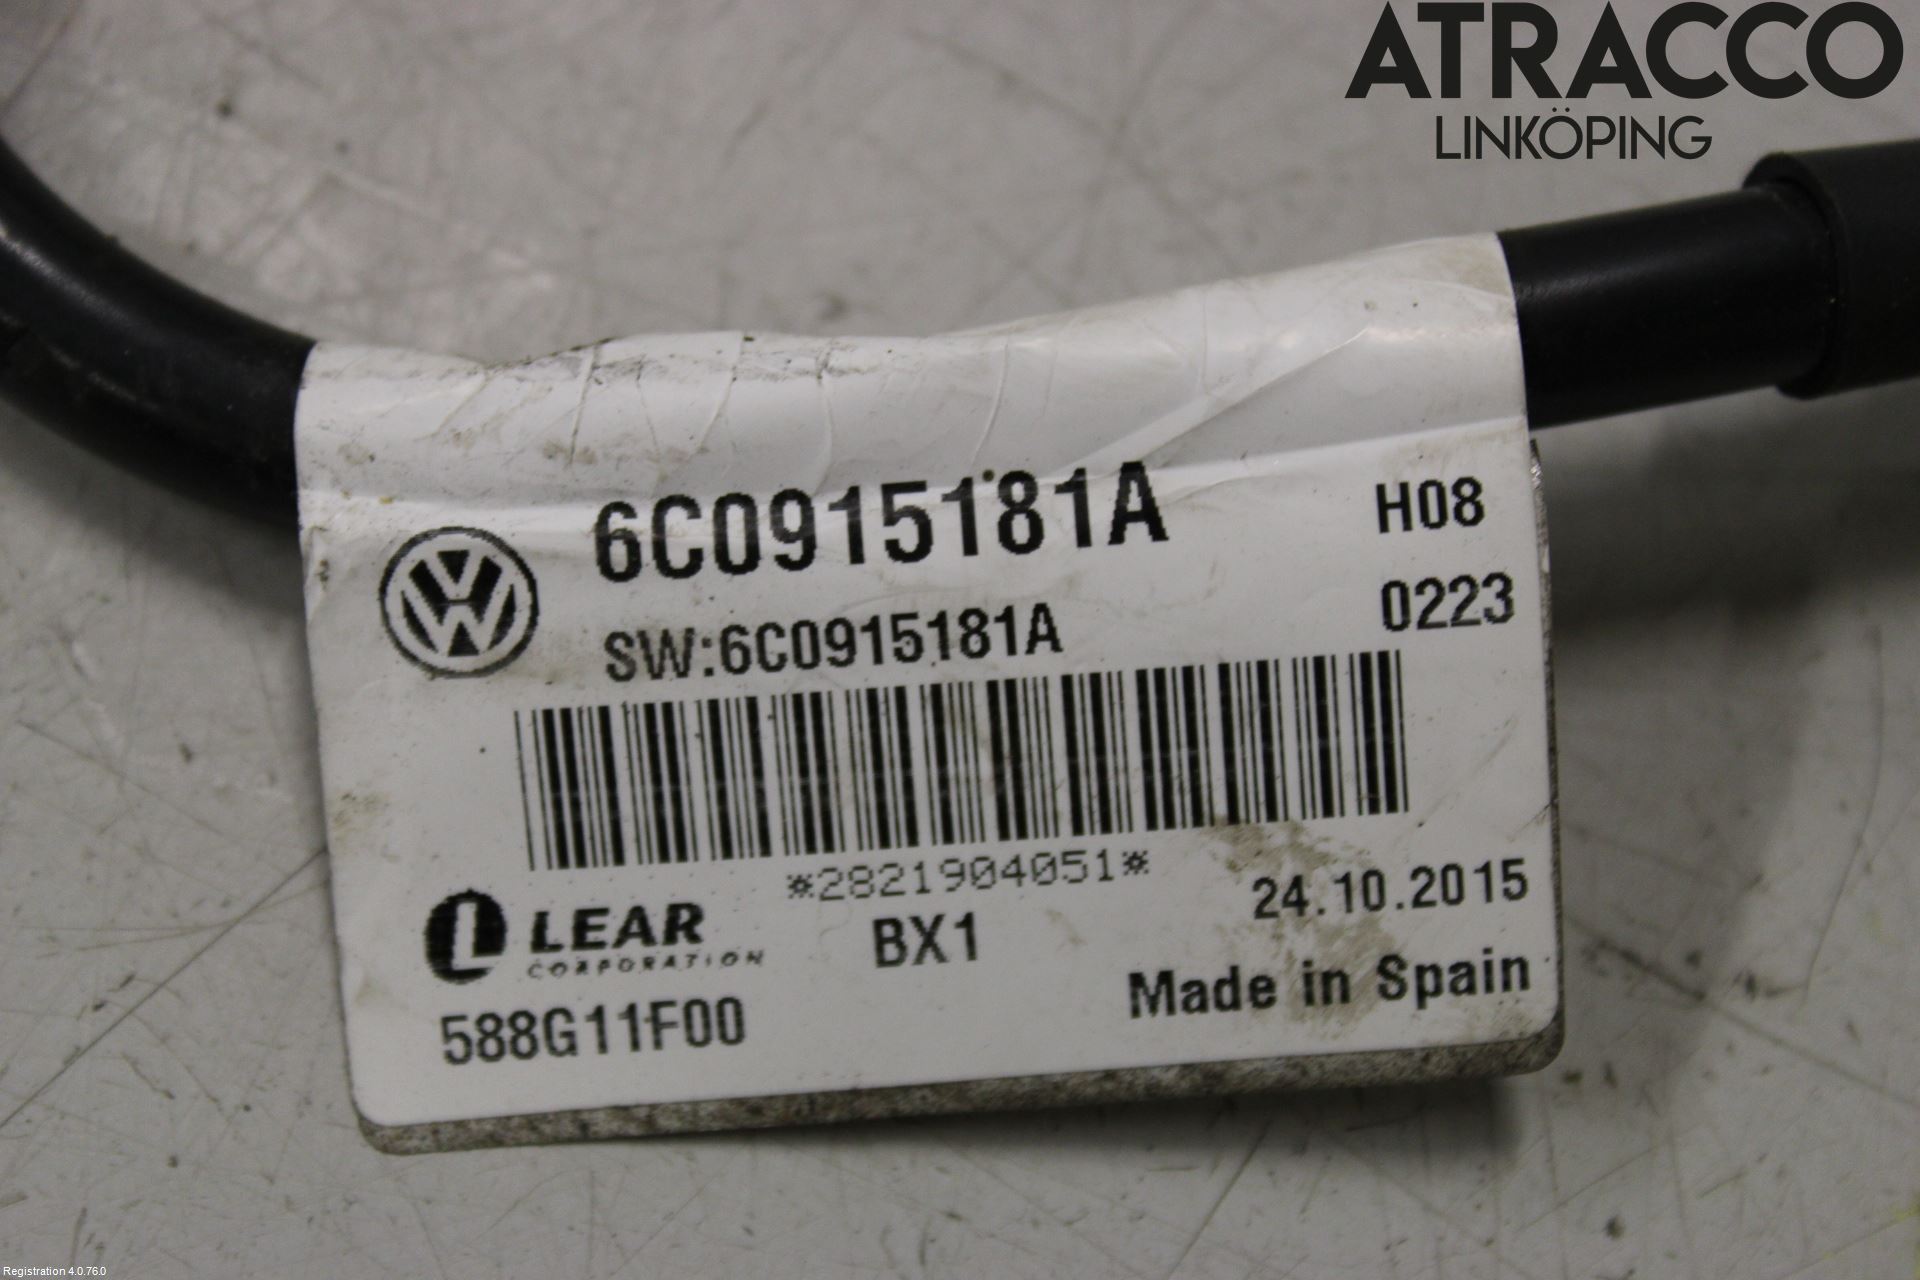 ATRACCO
LINKÖPING
6C0915181A
H08
SW:6C0915181A
0223
*2821904051*
24.10.2015
LEAR
CORPORATION
BX1
Made in Spain
588G11F00
Registration 4.0.76.0